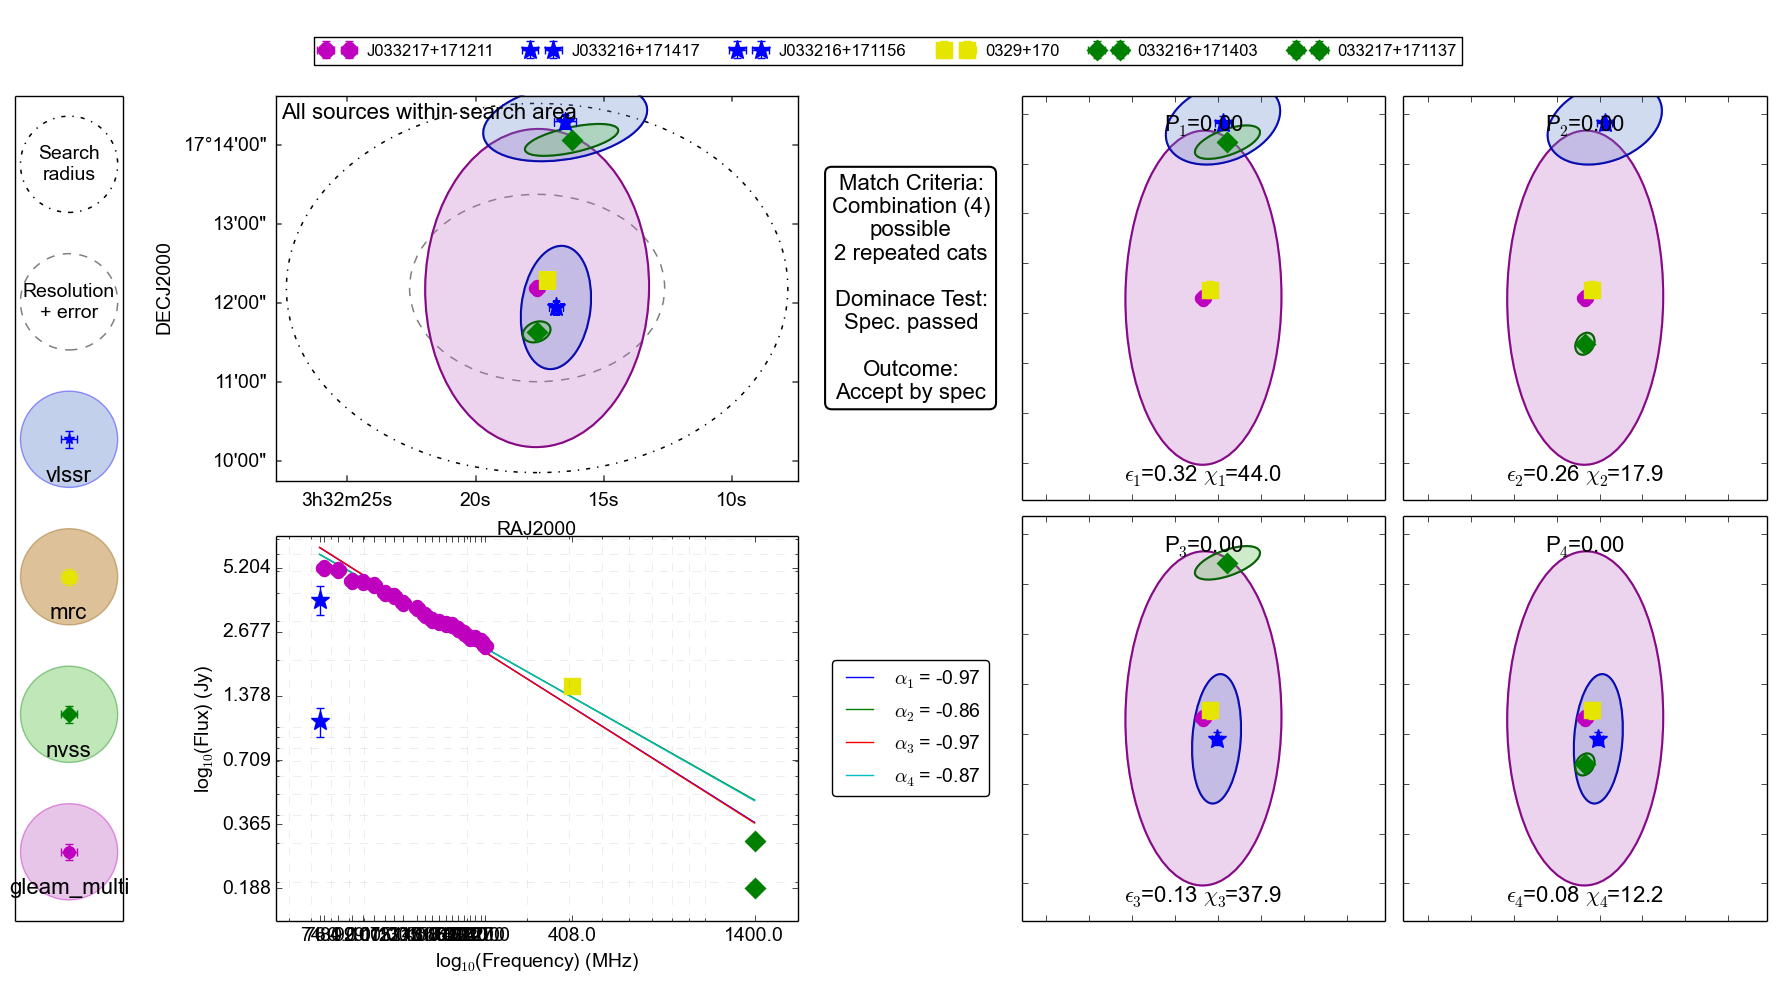 J033217+171211 J033216+171417 J033216+171156 0329+170 033216+171403 033217+171137
Search
radius
Resolution
+ error
vlssr
mrc
nvss
gleam_multi
All sources within search area
17°14'00"
13'00"
12'00"
11'00"
10'00"
DECJ2000
3h32m25s 20s 15s 10s
RAJ2000
Match Criteria:
Combination (4)
possible
2 repeated cats
Dominace Test:
Spec. passed
Outcome:
Accept by spec
P1=0.00
ϵ1=0.32 χ1=44.0
P2=0.00
ϵ2=0.26 χ2=17.9
5.204
2.677
1.378
0.709
0.365
0.188
log10(Flux) (Jy)
408.0 1400.0
log10(Frequency) (MHz)
α1 = -0.97
α2 = -0.86
α3 = -0.97
α4 = -0.87
P3=0.00
ϵ3=0.13 χ3=37.9
P4=0.00
ϵ4=0.08 χ4=12.2